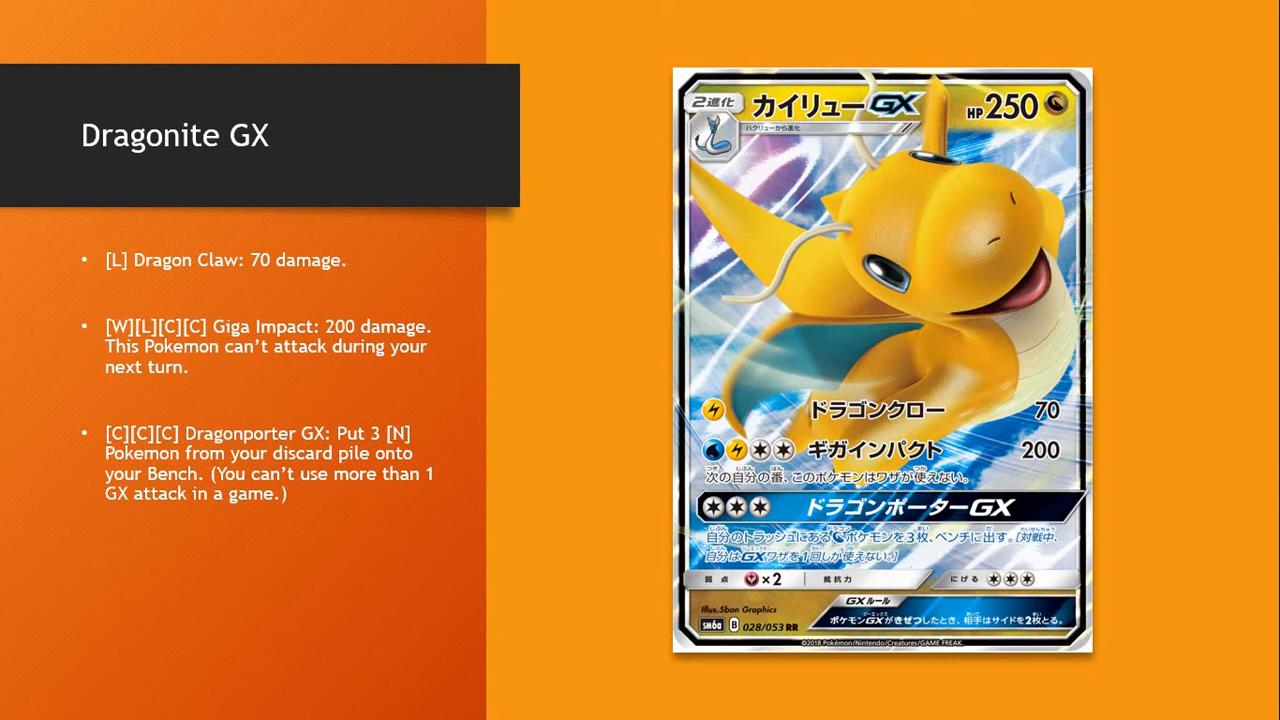 Dragonite GX
• [L] Dragon Claw: 70 damage.
• [W][L][C][C] Giga Impact: 200 damage.
This Pokemon can’t attack during your
next turn.
• [C][C][C] Dragonporter GX: Put 3 [N]
Pokemon from your discard pile onto
your Bench. (You can’t use more than 1
GX attack in a game.)
2進化 カイリューGX HP250
ハクリューから進化
ドラゴンクロー 70
ギガインパクト 200
次の自分の番、このポケモンはワザが使えない。
ドラゴンポーターGX
自分のトラッシュにあるポケモンを3枚、ベンチに出す。[対戦中、
自分はGXワザを1回しか使えない。]
弱点 ×2 抵抗力 にげる
GXルール
ポケモンGXがきぜつしたとき、相手はサイドを2枚とる。
Illus.5ban Graphics
SM6a B 028/053 RR
©2018 Pokémon/Nintendo/Creatures/GAME FREAK.